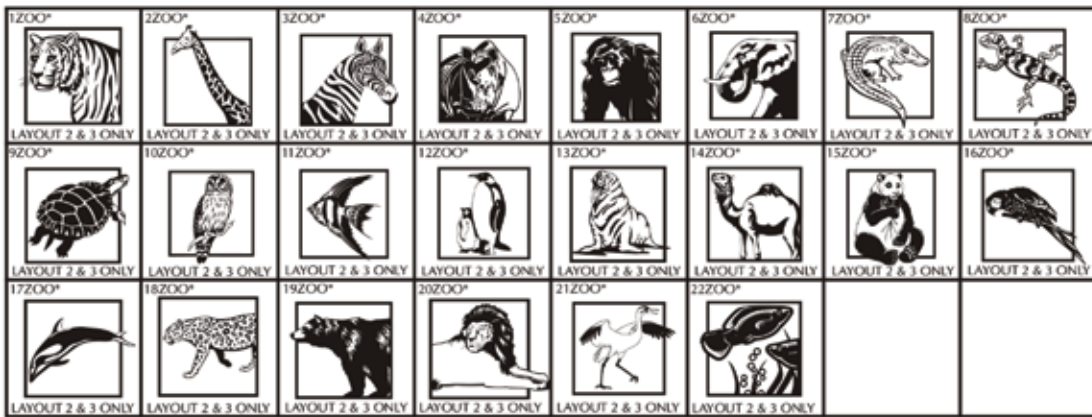 1ZOO* 2ZOO* 3ZOO* 4ZOO* 5ZOO* 6ZOO* 7ZOO* 8ZOO*
LAYOUT 2 & 3 ONLY LAYOUT 2 & 3 ONLY LAYOUT 2 & 3 ONLY LAYOUT 2 & 3 ONLY LAYOUT 2 & 3 ONLY LAYOUT 2 & 3 ONLY LAYOUT 2 & 3 ONLY LAYOUT 2 & 3 ONLY
9ZOO* 10ZOO* 11ZOO* 12ZOO* 13ZOO* 14ZOO* 15ZOO* 16ZOO*
LAYOUT 2 & 3 ONLY LAYOUT 2 & 3 ONLY LAYOUT 2 & 3 ONLY LAYOUT 2 & 3 ONLY LAYOUT 2 & 3 ONLY LAYOUT 2 & 3 ONLY LAYOUT 2 & 3 ONLY LAYOUT 2 & 3 ONLY
17ZOO* 18ZOO* 19ZOO* 20ZOO* 21ZOO* 22ZOO*
LAYOUT 2 & 3 ONLY LAYOUT 2 & 3 ONLY LAYOUT 2 & 3 ONLY LAYOUT 2 & 3 ONLY LAYOUT 2 & 3 ONLY LAYOUT 2 & 3 ONLY